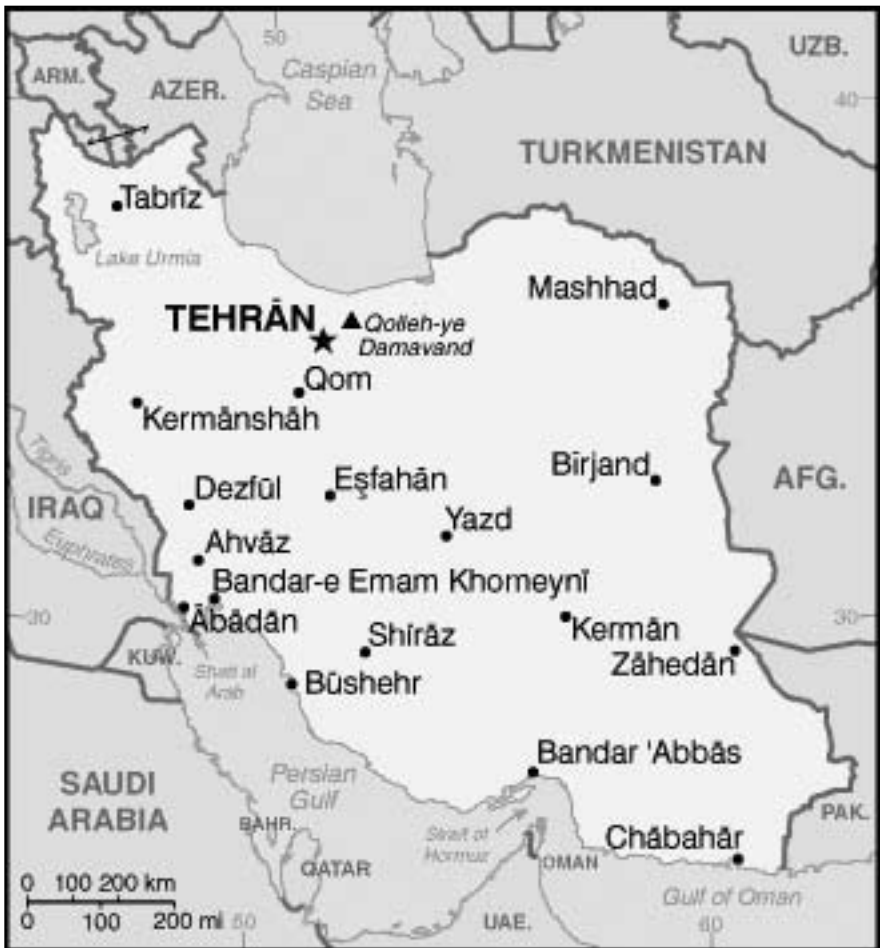 50
Caspian
Sea
UZB.
ARM.
AZER.
40
40
TURKMENISTAN
Tabrīz
Lake Urmia
Mashhad
TEHRĀN
Qolleh-ye
Damavand
Qom
Kermānshāh
Tigris
Dezfūl
Eşfahān
Bīrjand
AFG.
IRAQ
Yazd
Euphrates
Ahvāz
Bandar-e Emam Khomeynī
30
Ābādān
Shīrāz
Kermān
30
KUW.
Shatt al
Arab
Zāhedān
Būshehr
Bandar 'Abbās
SAUDI
ARABIA
Persian
Gulf
BAHR.
Strait of
Hormuz
PAK.
Chābahār
QATAR
OMAN
0 100 200 km
0 100 200 mi
Gulf of Oman
UAE.
50
60